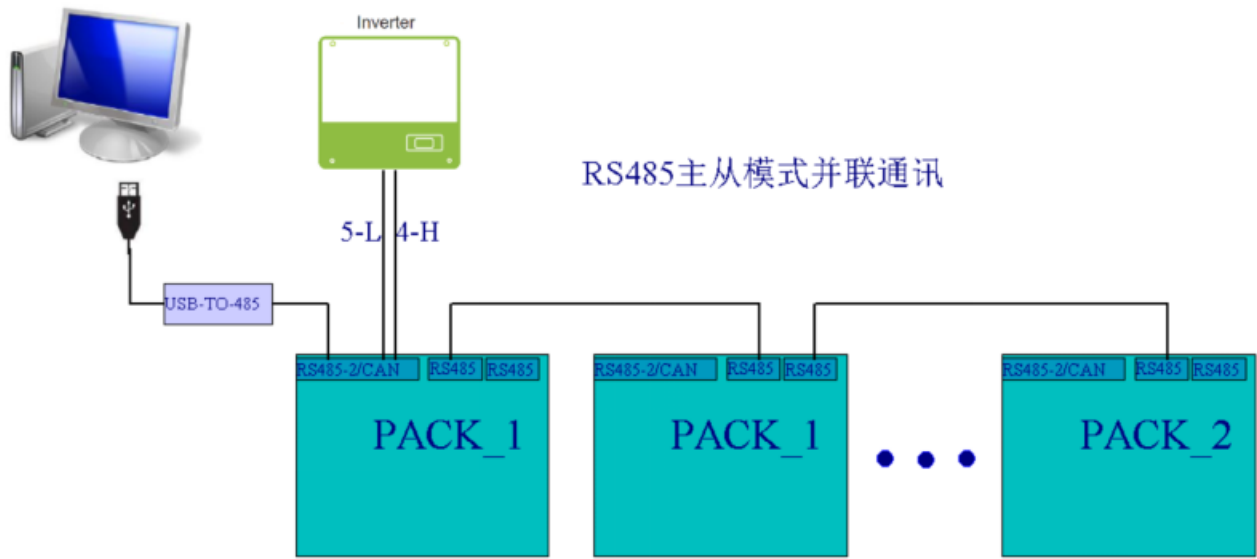 Inverter
RS485主从模式并联通讯
5-L 4-H
USB-TO-485
RS485-2/CAN RS485 RS485
RS485-2/CAN RS485 RS485
RS485-2/CAN RS485 RS485
PACK_1
PACK_1
PACK_2